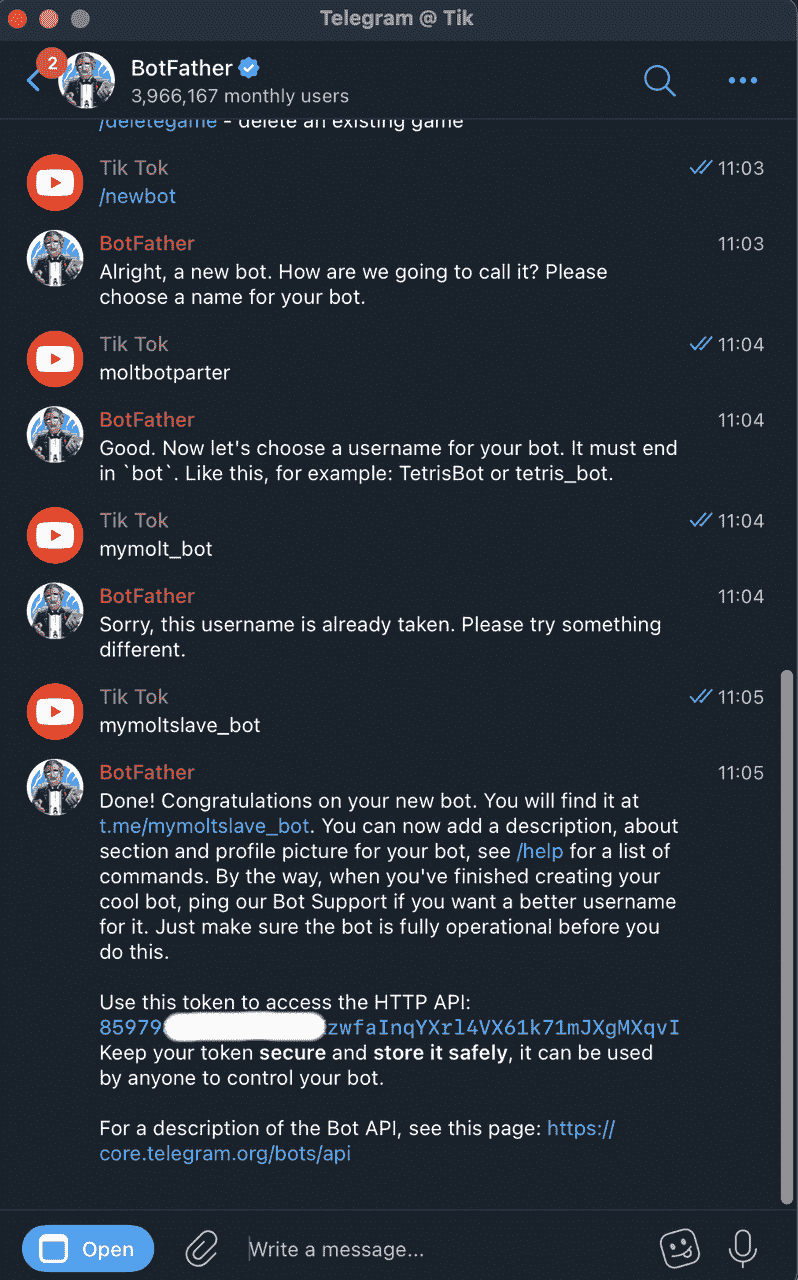 Telegram @ Tik
2
BotFather
3,966,167 monthly users
/deletegame - delete an existing game
Tik Tok
11:03
/newbot
BotFather
11:03
Alright, a new bot. How are we going to call it? Please
choose a name for your bot.
Tik Tok
11:04
moltbotparter
BotFather
11:04
Good. Now let's choose a username for your bot. It must end
in `bot`. Like this, for example: TetrisBot or tetris_bot.
Tik Tok
11:04
mymolt_bot
BotFather
11:04
Sorry, this username is already taken. Please try something
different.
Tik Tok
11:05
mymoltslave_bot
BotFather
11:05
Done! Congratulations on your new bot. You will find it at
t.me/mymoltslave_bot. You can now add a description, about
section and profile picture for your bot, see /help for a list of
commands. By the way, when you've finished creating your
cool bot, ping our Bot Support if you want a better username
for it. Just make sure the bot is fully operational before you
do this.
Use this token to access the HTTP API:
85979 zwfaInqYXrl4VX61k71mJXgMXqvI
Keep your token secure and store it safely, it can be used
by anyone to control your bot.
For a description of the Bot API, see this page: https://
core.telegram.org/bots/api
Open
Write a message...